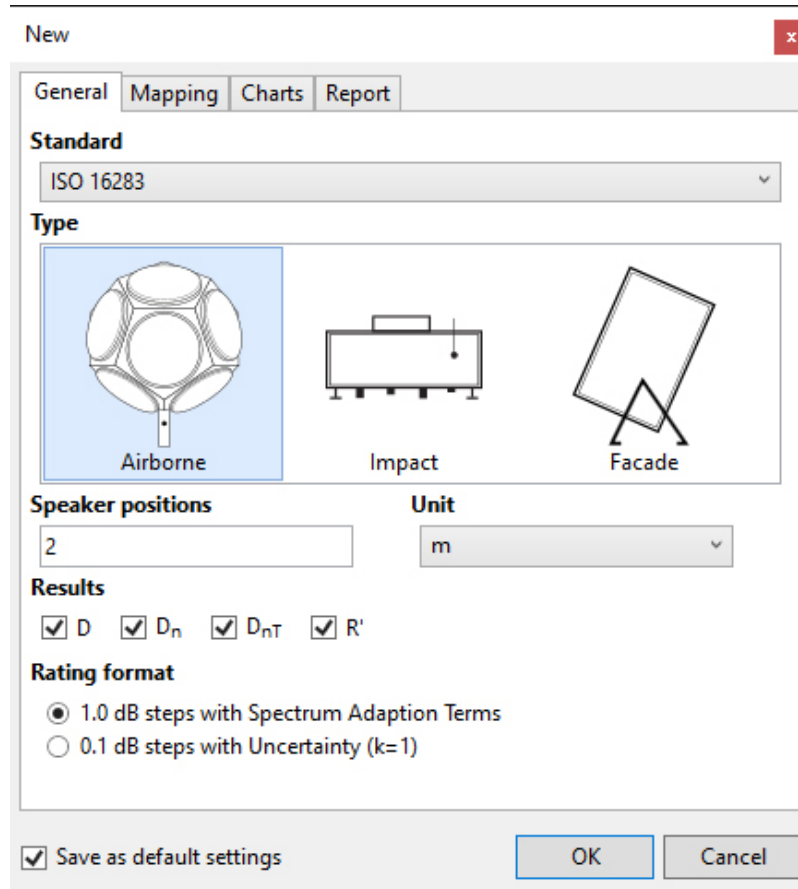 New
x
General Mapping Charts Report
Standard
ISO 16283
Type
Airborne Impact Facade
Speaker positions Unit
2 m
Results
D Dn DnT R'
Rating format
1.0 dB steps with Spectrum Adaption Terms
0.1 dB steps with Uncertainty (k=1)
Save as default settings OK Cancel